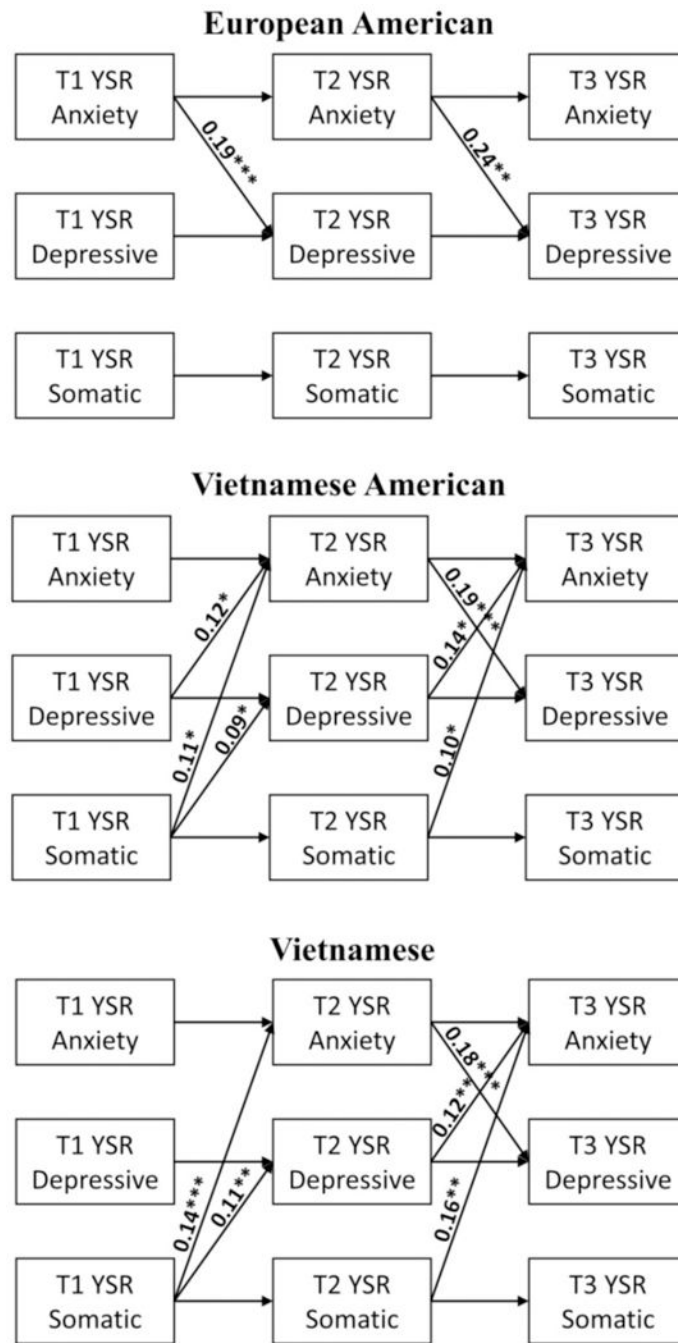 European American
T1 YSR
Anxiety
T2 YSR
Anxiety
T3 YSR
Anxiety
0.19***
0.24**
T1 YSR
Depressive
T2 YSR
Depressive
T3 YSR
Depressive
T1 YSR
Somatic
T2 YSR
Somatic
T3 YSR
Somatic
Vietnamese American
T1 YSR
Anxiety
T2 YSR
Anxiety
T3 YSR
Anxiety
0.12*
0.19***
0.14*
T1 YSR
Depressive
T2 YSR
Depressive
T3 YSR
Depressive
0.11*
0.09*
0.10*
T1 YSR
Somatic
T2 YSR
Somatic
T3 YSR
Somatic
Vietnamese
T1 YSR
Anxiety
T2 YSR
Anxiety
T3 YSR
Anxiety
0.18***
0.12**
T1 YSR
Depressive
T2 YSR
Depressive
T3 YSR
Depressive
0.14***
0.11**
0.16**
T1 YSR
Somatic
T2 YSR
Somatic
T3 YSR
Somatic